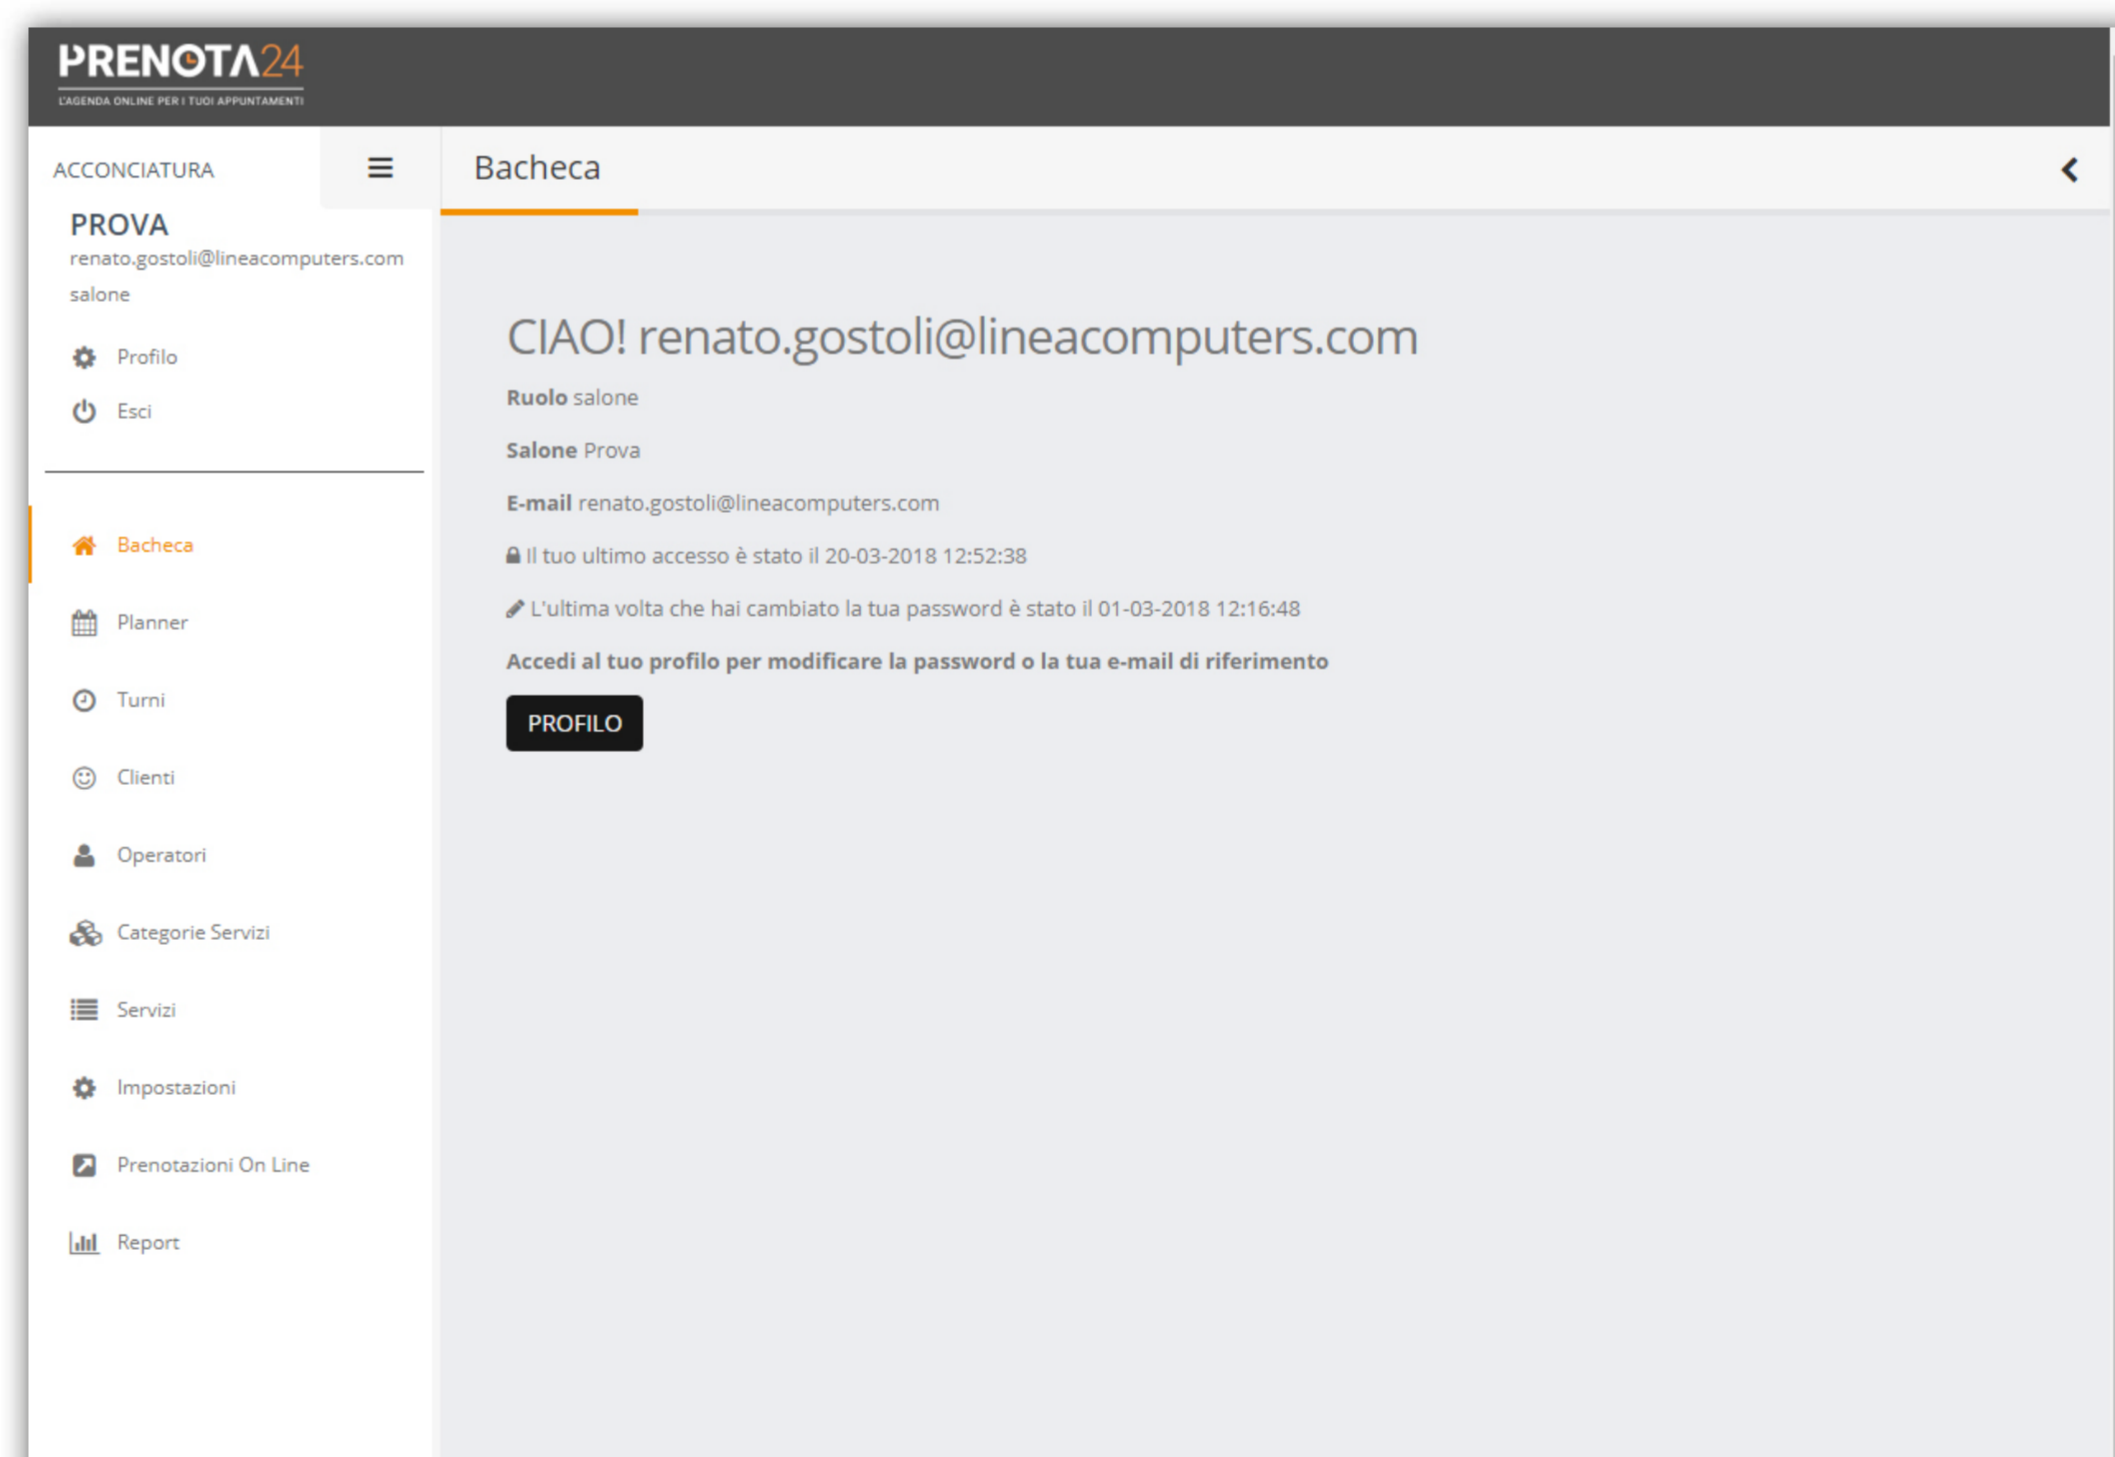 PRENOTA24
L'AGENDA ONLINE PER I TUOI APPUNTAMENTI
ACCONCIATURA
Bacheca
PROVA
renato.gostoli@lineacomputers.com
salone
Profilo
Esci
Bacheca
Planner
Turni
Clienti
Operatori
Categorie Servizi
Servizi
Impostazioni
Prenotazioni On Line
Report
CIAO! renato.gostoli@lineacomputers.com
Ruolo salone
Salone Prova
E-mail renato.gostoli@lineacomputers.com
Il tuo ultimo accesso è stato il 20-03-2018 12:52:38
L'ultima volta che hai cambiato la tua password è stato il 01-03-2018 12:16:48
Accedi al tuo profilo per modificare la password o la tua e-mail di riferimento
PROFILO